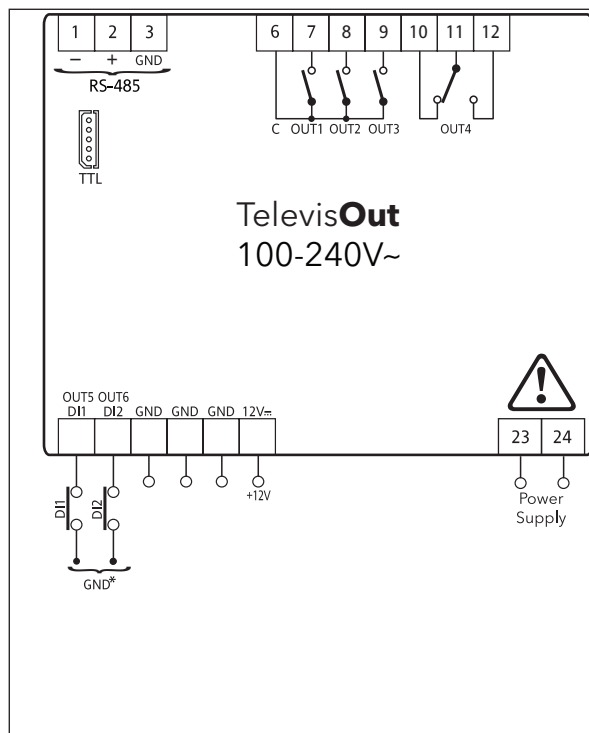 1 2 3 6 7 8 9 10 11 12
− + GND
RS-485
C OUT1 OUT2 OUT3 OUT4
TTL
TelevisOut
100-240V~
OUT5 OUT6
DI1 DI2 GND GND GND 12V⎓
23 24
+12V
DI1 DI2
Power
Supply
GND*